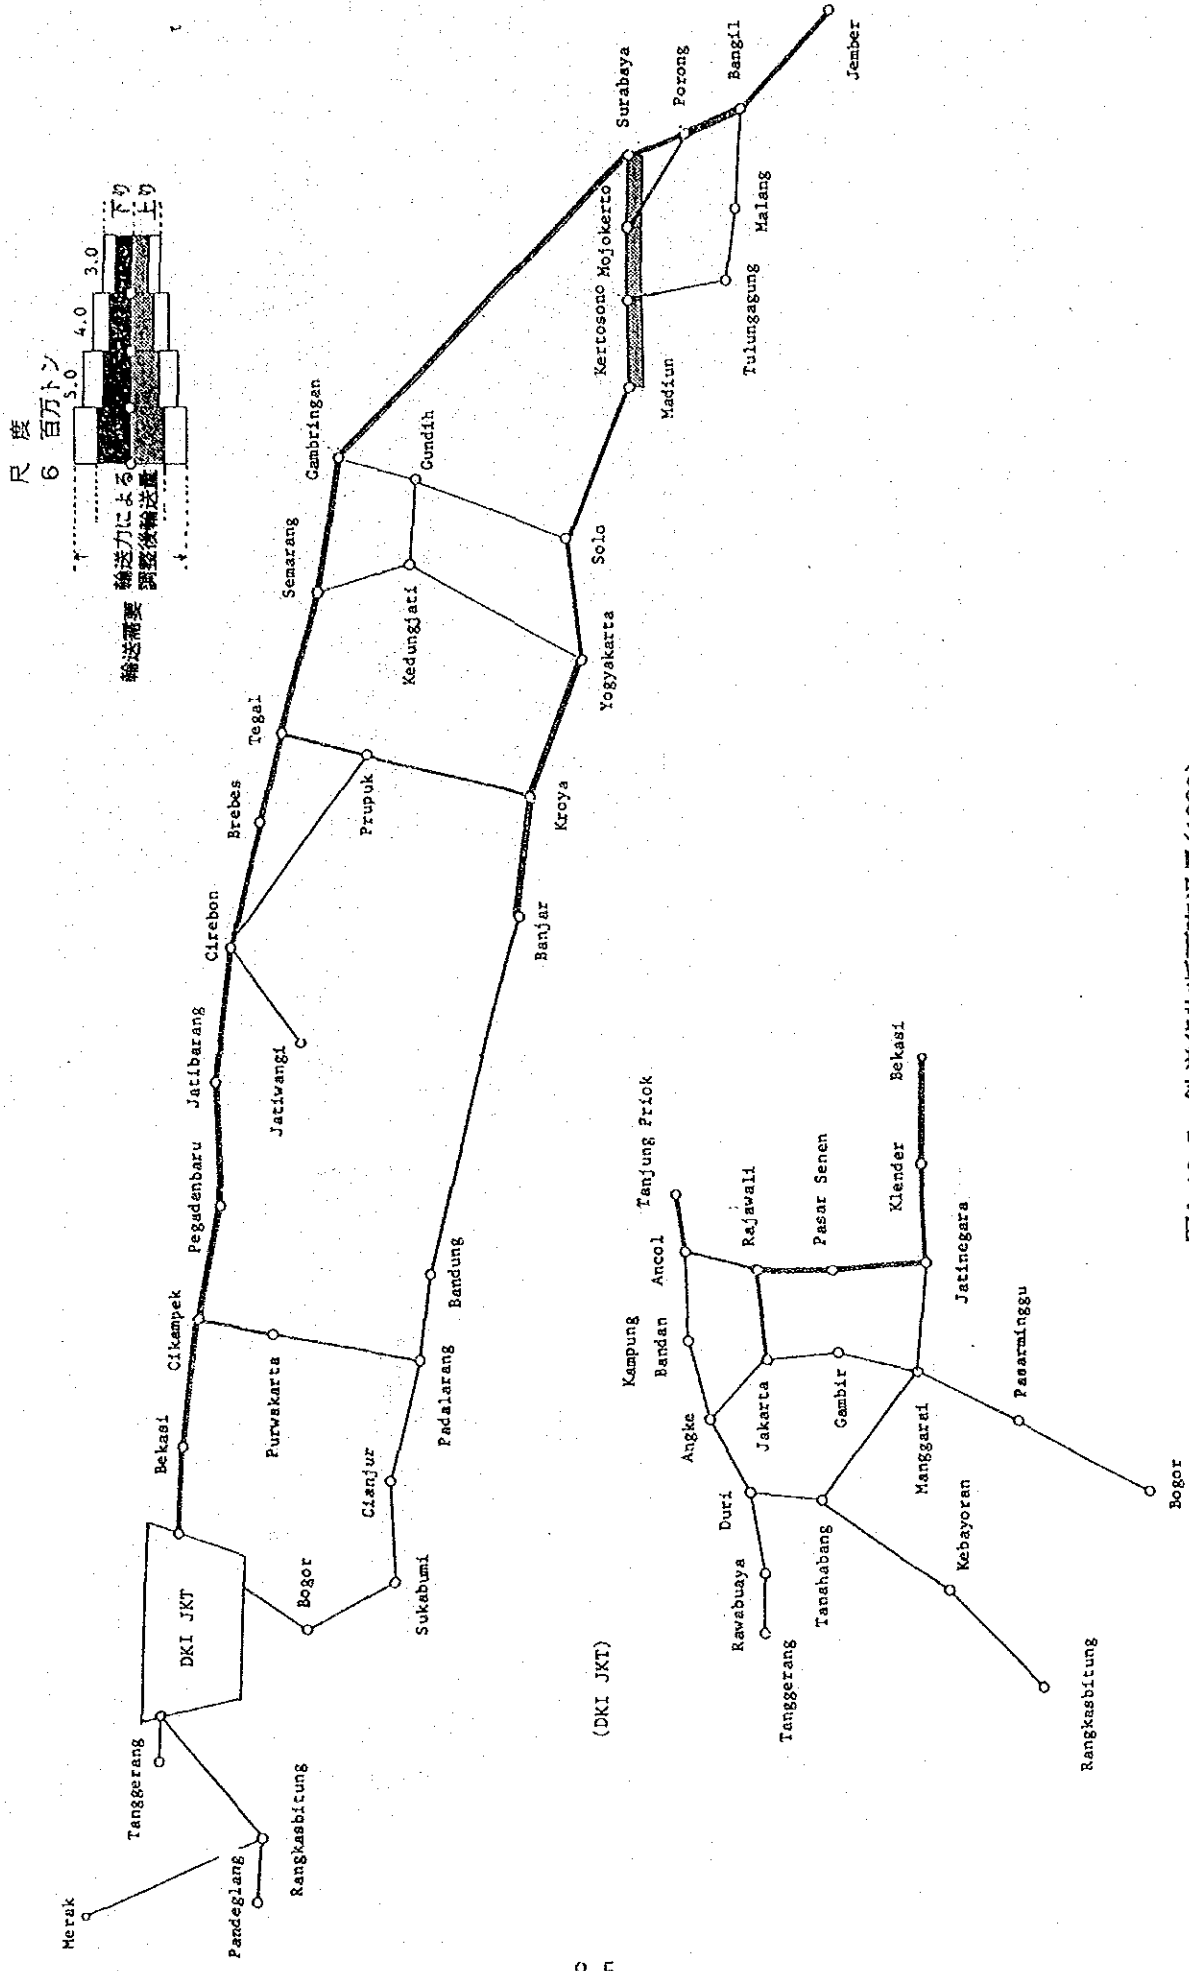 尺 度
6 百万トン
5.0
4.0
3.0
下り
上り
輸送需要
輸送力による
調整後輸送量
Merak
Pandeglang
Rangkasbitung
Tanggerang
DKI JKT
Bogor
Sukabumi
Cianjur
Padalarang
Bandung
Purwakarta
Bekasi
Cikampek
Pegadenbaru
Jatibarang
Jatiwangi
Cirebon
Brebes
Tegal
Prupuk
Banjar
Kroya
Yogyakarta
Solo
Kedungjati
Gundih
Semarang
Gambringan
Madiun
Kertosono
Mojokerto
Surabaya
Porong
Bangil
Malang
Tulungagung
Jember
(DKI JKT)
Tanggerang
Rawabuaya
Duri
Angke
Kampung
Bandan
Ancol
Tanjung Priok
Rajawali
Pasar Senen
Jakarta
Gambir
Tanahabang
Manggarai
Jatinegara
Klender
Bekasi
Kebayoran
Rangkasbitung
Pasarminggu
Bogor